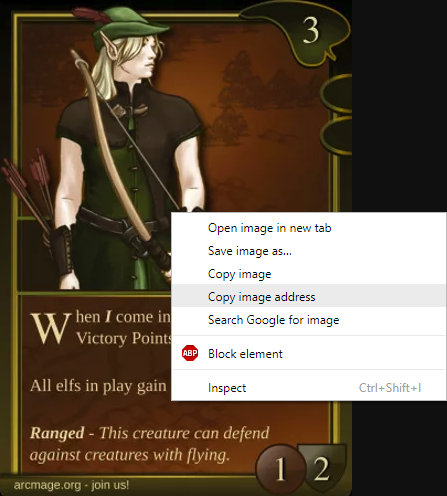 3
Open image in new tab
Save image as...
Copy image
Copy image address
Search Google for image
ABP Block element
Inspect Ctrl+Shift+I
When I come in
Victory Points
All elfs in play gain
Ranged - This creature can defend
against creatures with flying.
1 2
arcmage.org - join us!